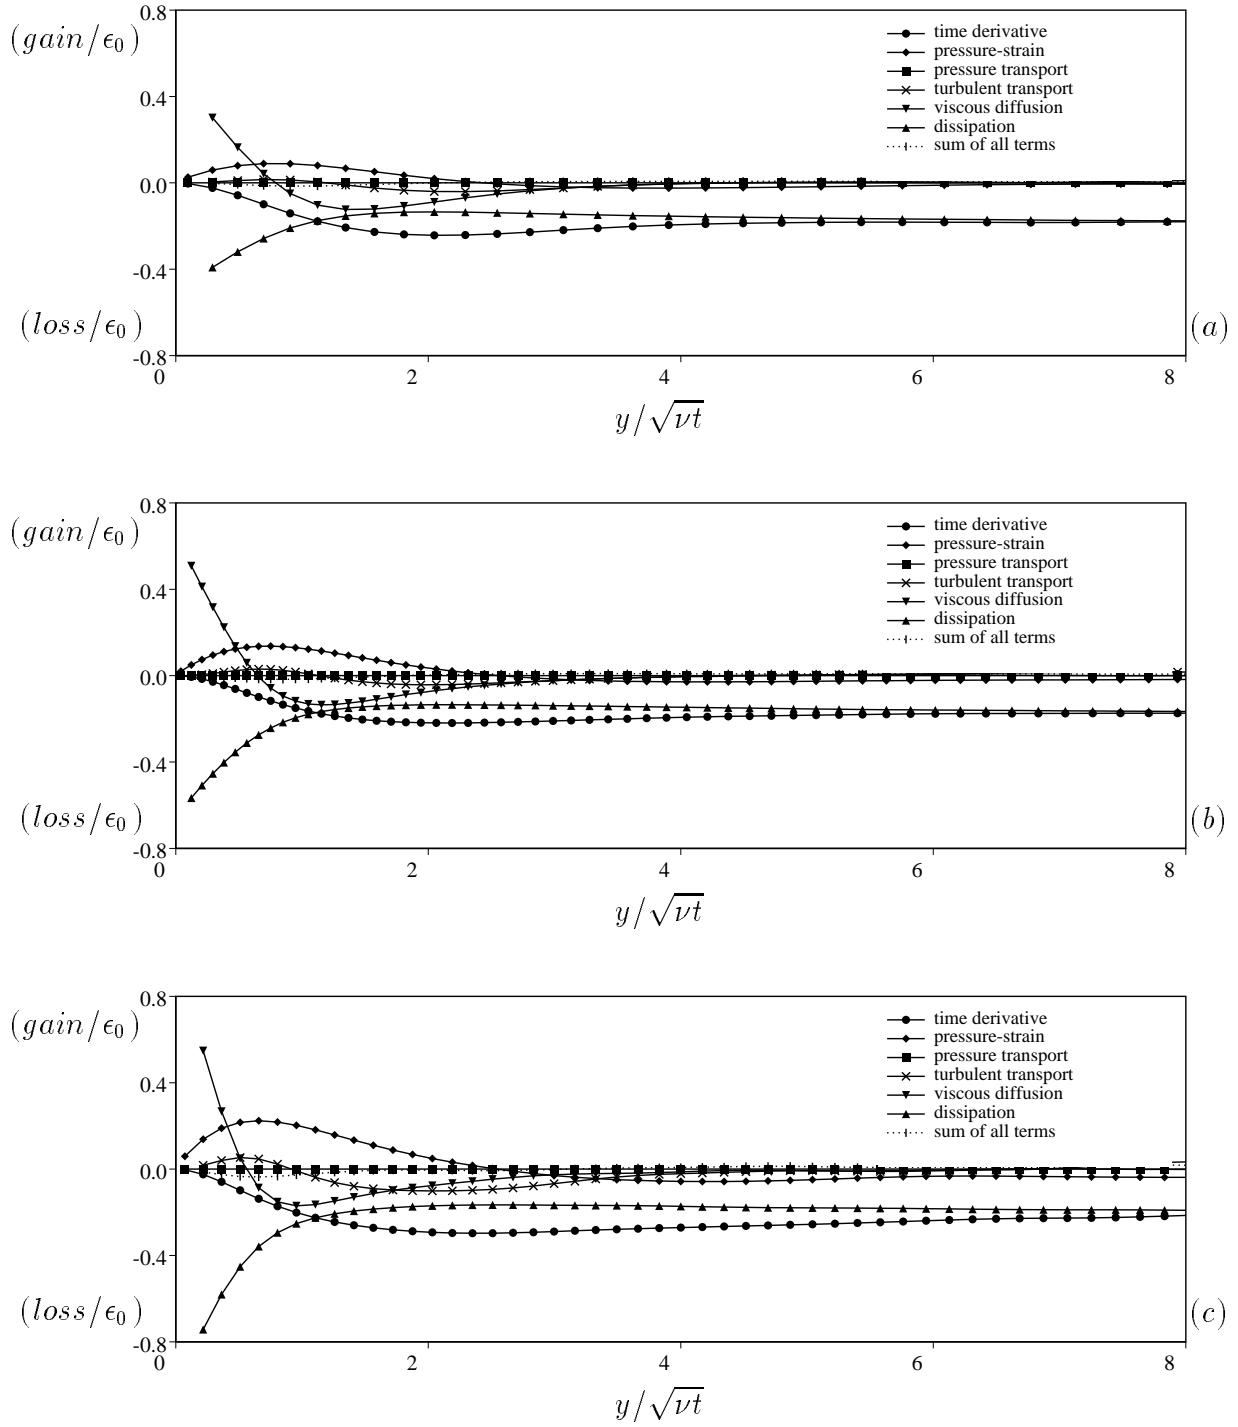 0.8
(gain/ϵ0)
time derivative
pressure-strain
pressure transport
turbulent transport
viscous diffusion
dissipation
sum of all terms
0.4
0.0
-0.4
(loss/ϵ0)
(a)
-0.8
0 2 4 6 8
y/√νt
0.8
(gain/ϵ0)
time derivative
pressure-strain
pressure transport
turbulent transport
viscous diffusion
dissipation
sum of all terms
0.4
0.0
-0.4
(loss/ϵ0)
(b)
-0.8
0 2 4 6 8
y/√νt
0.8
(gain/ϵ0)
time derivative
pressure-strain
pressure transport
turbulent transport
viscous diffusion
dissipation
sum of all terms
0.4
0.0
-0.4
(loss/ϵ0)
(c)
-0.8
0 2 4 6 8
y/√νt